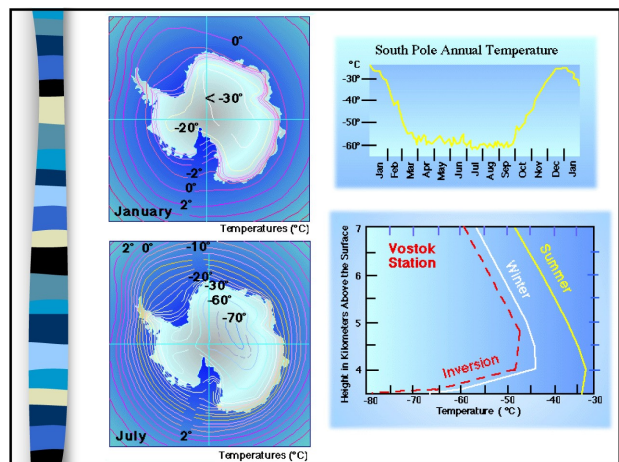 0°
< -30°
-20°
-2°
0°
2°
January
Temperatures (°C)
2° 0° -10°
-20°
-30°
-60°
-70°
July 2°
Temperatures (°C)
South Pole Annual Temperature
°C
-30°
-40°
-50°
-60°
Jan Feb Mar Apr May Jun Jul Aug Sep Oct Nov Dec Jan
Height in Kilometers Above the Surface
7
6
5
4
Vostok
Station
Winter
Summer
Inversion
-80 -70 -60 -50 -40 -30
Temperature ( °C)